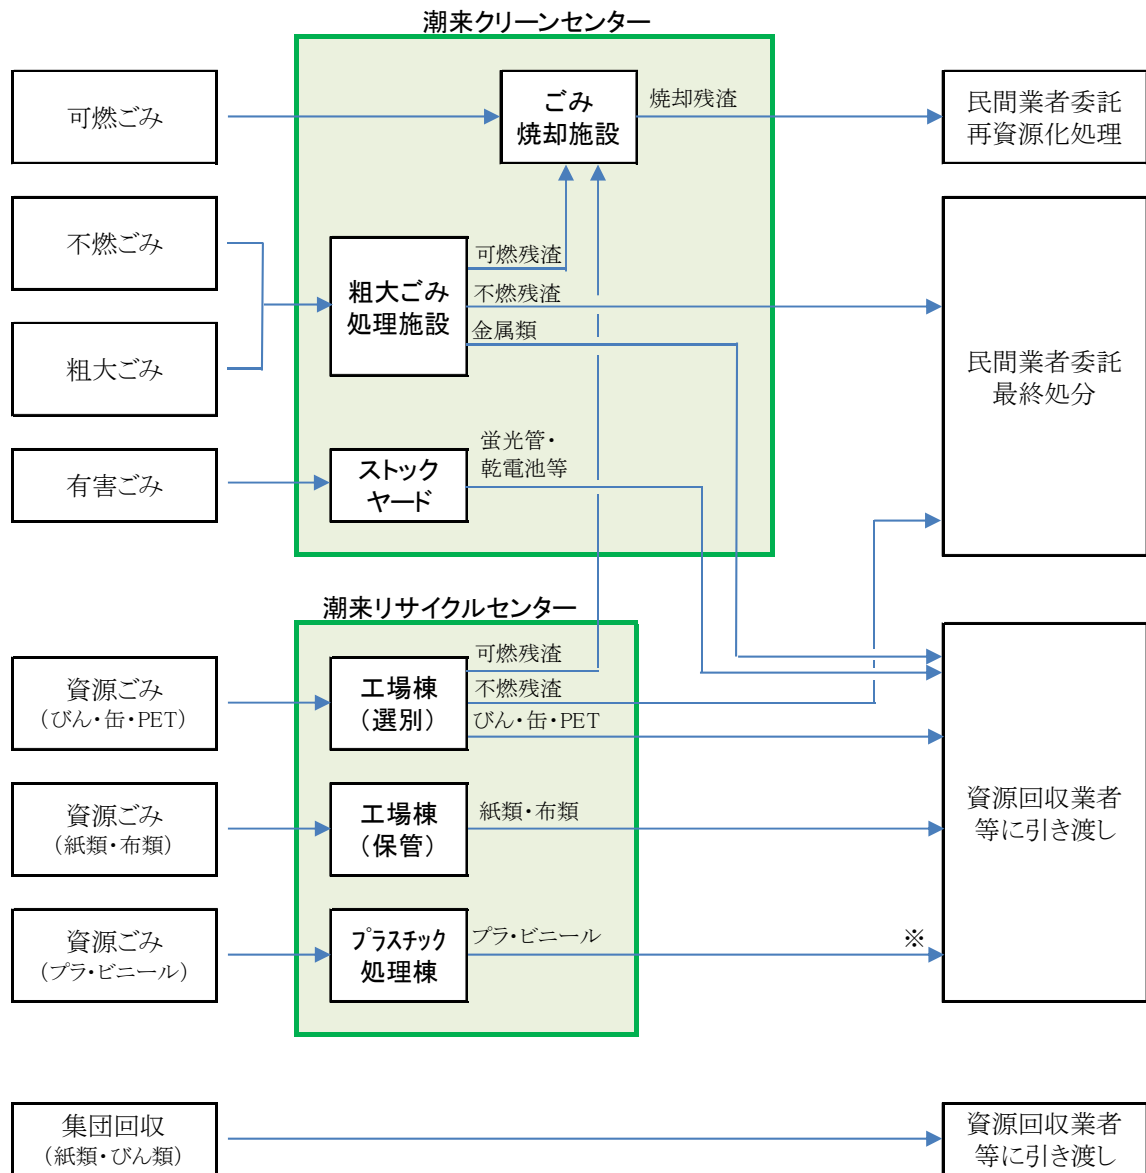 潮来クリーンセンター
可燃ごみ
ごみ
焼却施設
焼却残渣
民間業者委託
再資源化処理
不燃ごみ
粗大ごみ
粗大ごみ
処理施設
可燃残渣
不燃残渣
金属類
民間業者委託
最終処分
有害ごみ
ストック
ヤード
蛍光管・
乾電池等
潮来リサイクルセンター
資源ごみ
（びん・缶・PET）
工場棟
（選別）
可燃残渣
不燃残渣
びん・缶・PET
資源ごみ
（紙類・布類）
工場棟
（保管）
紙類・布類
資源回収業者
等に引き渡し
資源ごみ
（プラ・ビニール）
プラスチック
処理棟
プラ・ビニール
※
集団回収
（紙類・びん類）
資源回収業者
等に引き渡し